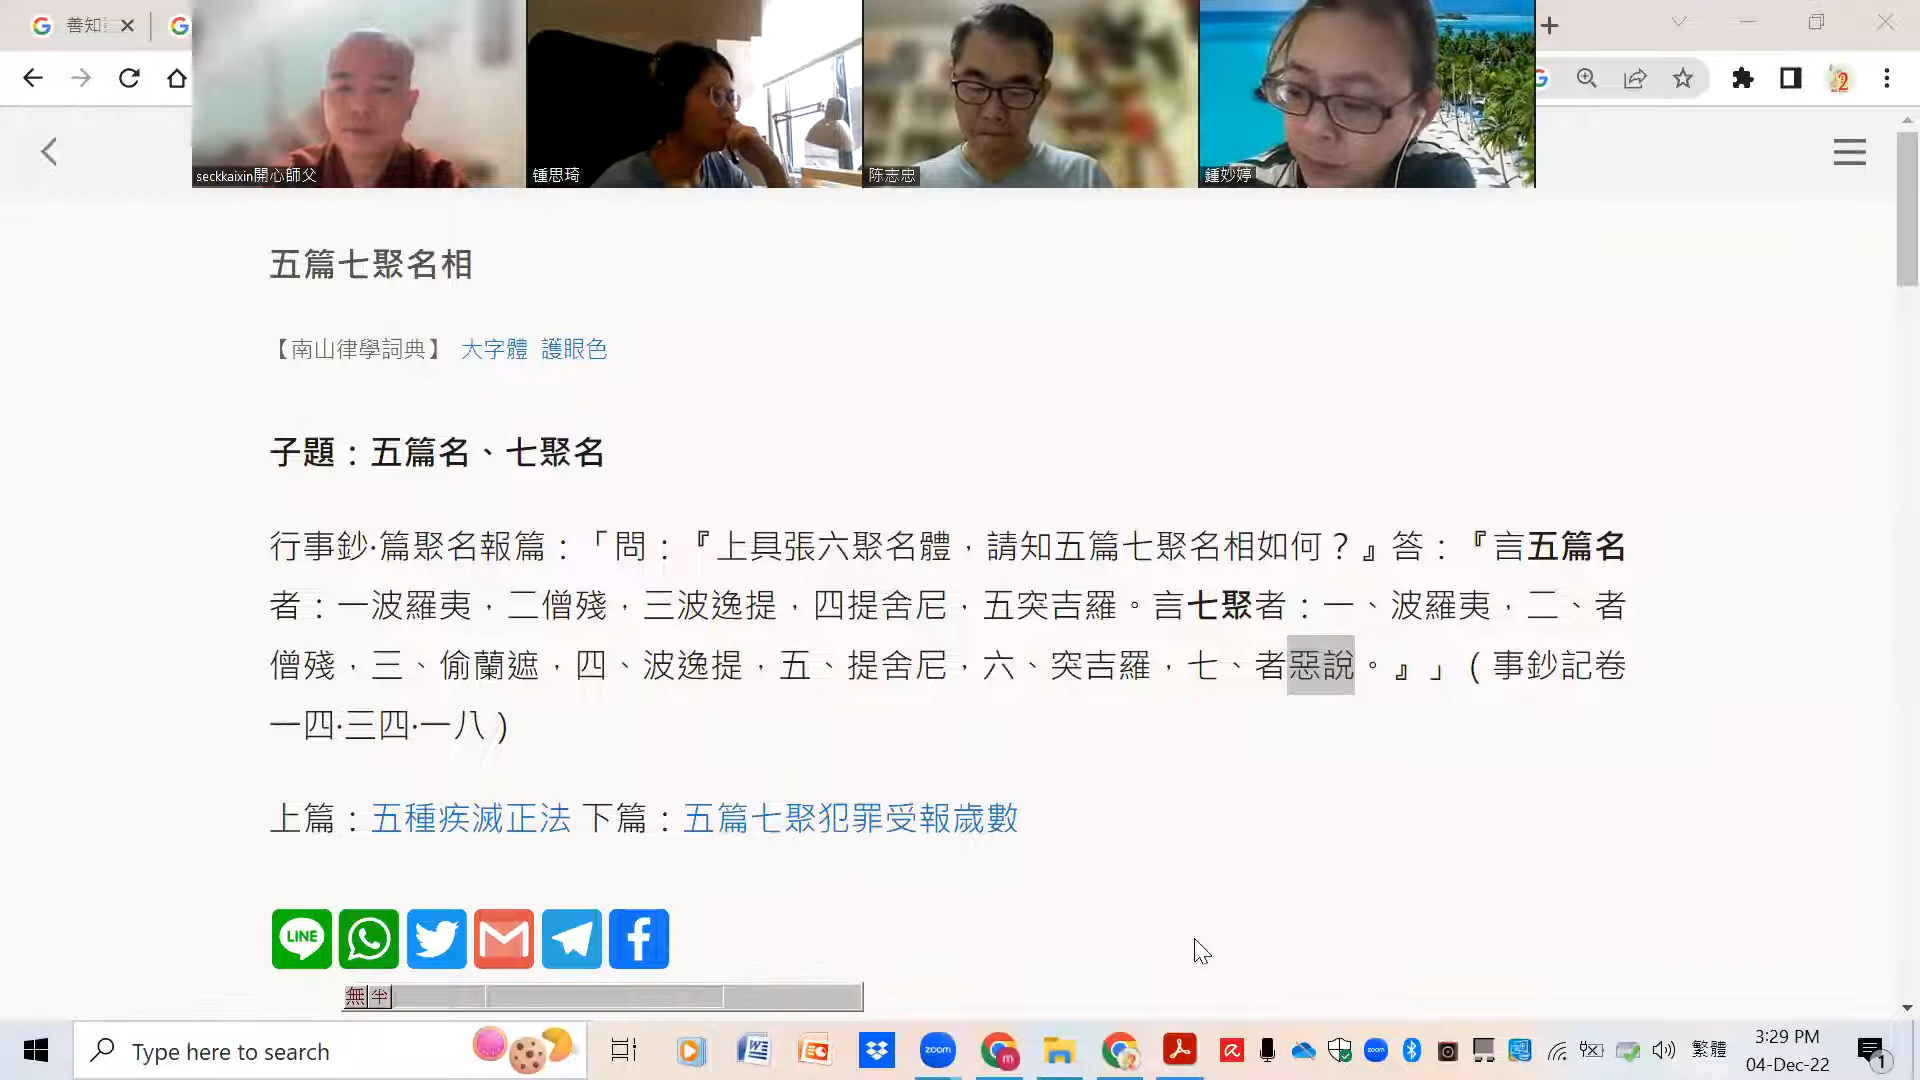 善知
seckkaixin開心師父
锺思琦
陈志忠
鍾妙婷
五篇七聚名相
【南山律學詞典】 大字體 護眼色
子題：五篇名、七聚名
行事鈔·篇聚名報篇：「問：『上具張六聚名體，請知五篇七聚名相如何？』答：『言五篇名
者：一波羅夷，二僧殘，三波逸提，四提舍尼，五突吉羅。言七聚者：一、波羅夷，二、者
僧殘，三、偷蘭遮，四、波逸提，五、提舍尼，六、突吉羅，七、者惡說。』」（事鈔記卷
一四·三四·一八）
上篇：五種疾滅正法 下篇：五篇七聚犯罪受報歲數
LINE
無 半
Type here to search
zoom
m
zoom
繁體
3:29 PM
04-Dec-22
1